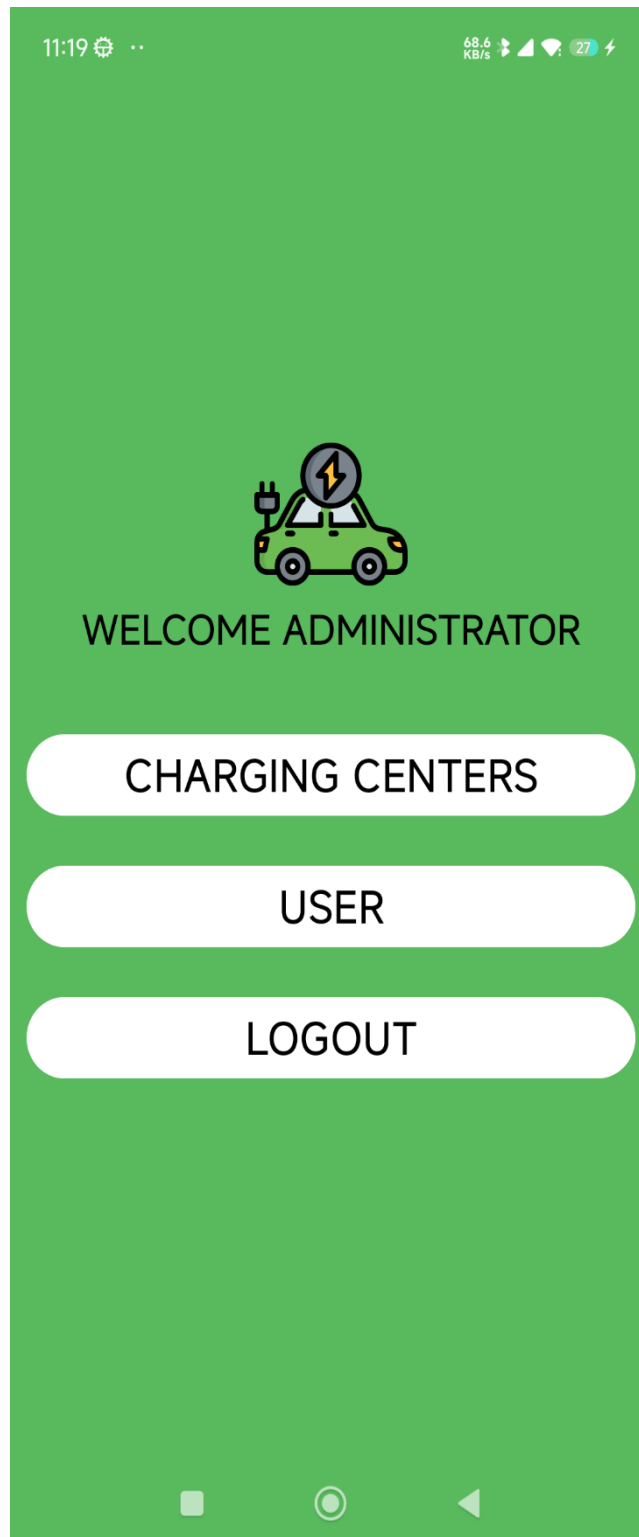 11:19
68.6
KB/s
27
WELCOME ADMINISTRATOR
CHARGING CENTERS
USER
LOGOUT